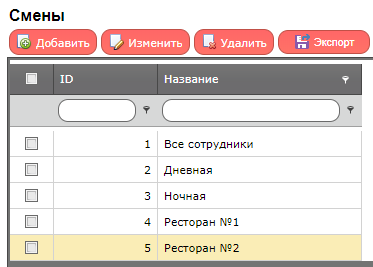 Смены
Добавить Изменить Удалить Экспорт
ID Название
1 Все сотрудники
2 Дневная
3 Ночная
4 Ресторан №1
5 Ресторан №2